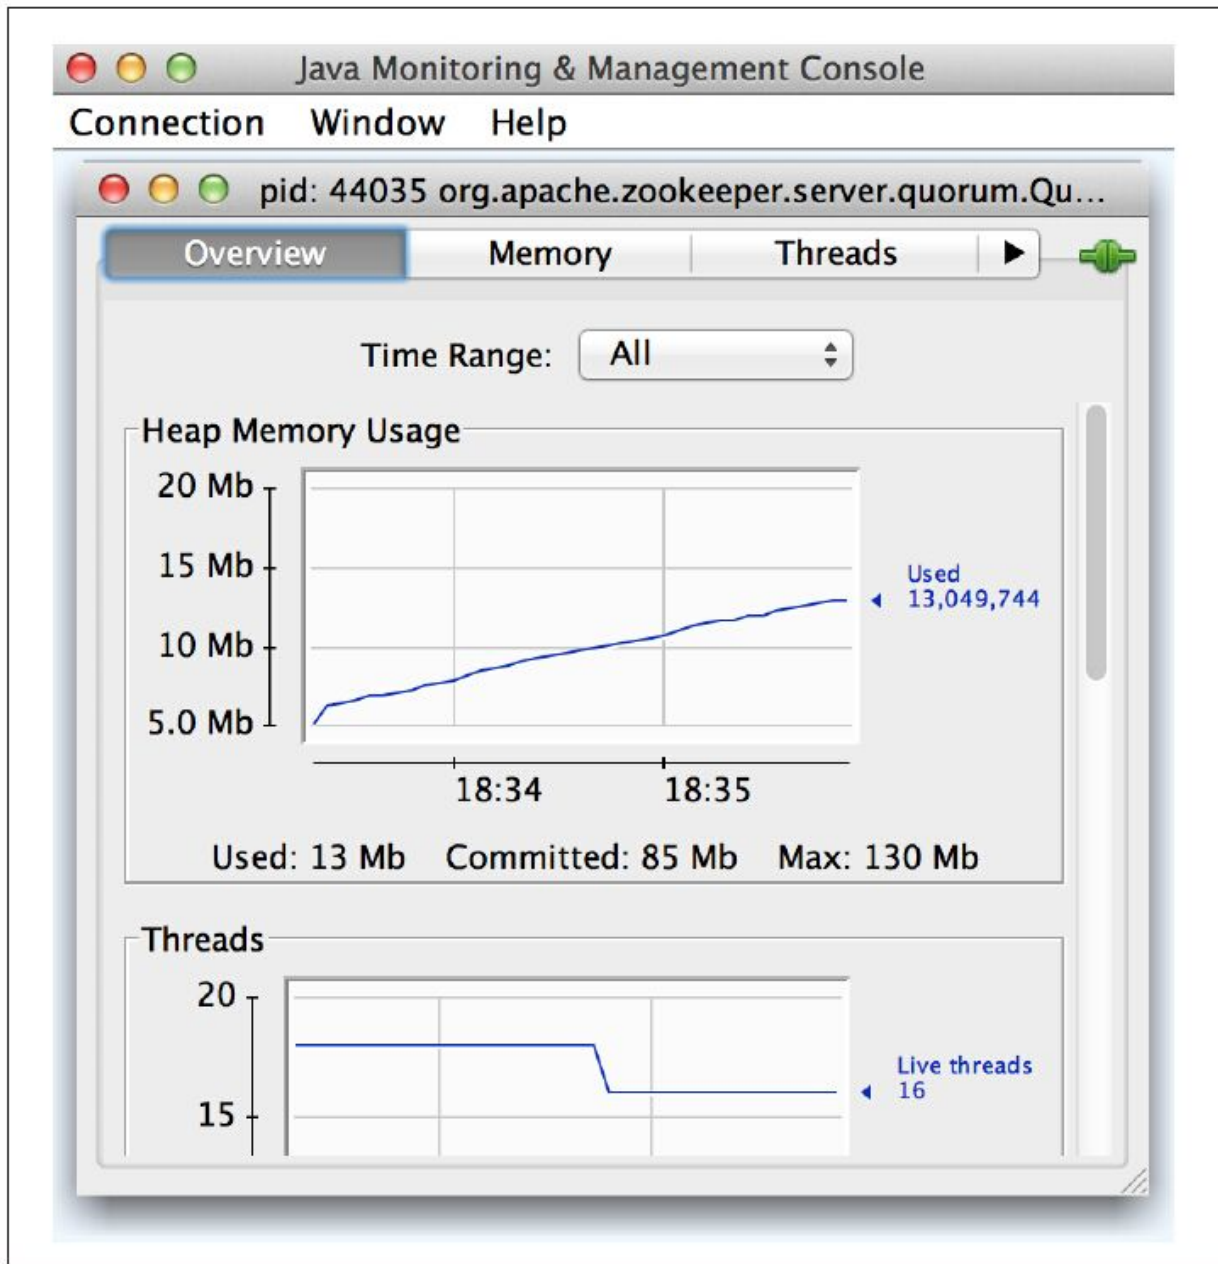 Java Monitoring & Management Console
Connection Window Help
pid: 44035 org.apache.zookeeper.server.quorum.Qu...
Overview Memory Threads
Time Range: All
Heap Memory Usage
20 Mb
15 Mb
10 Mb
5.0 Mb
Used
13,049,744
18:34 18:35
Used: 13 Mb Committed: 85 Mb Max: 130 Mb
Threads
20
15
Live threads
16